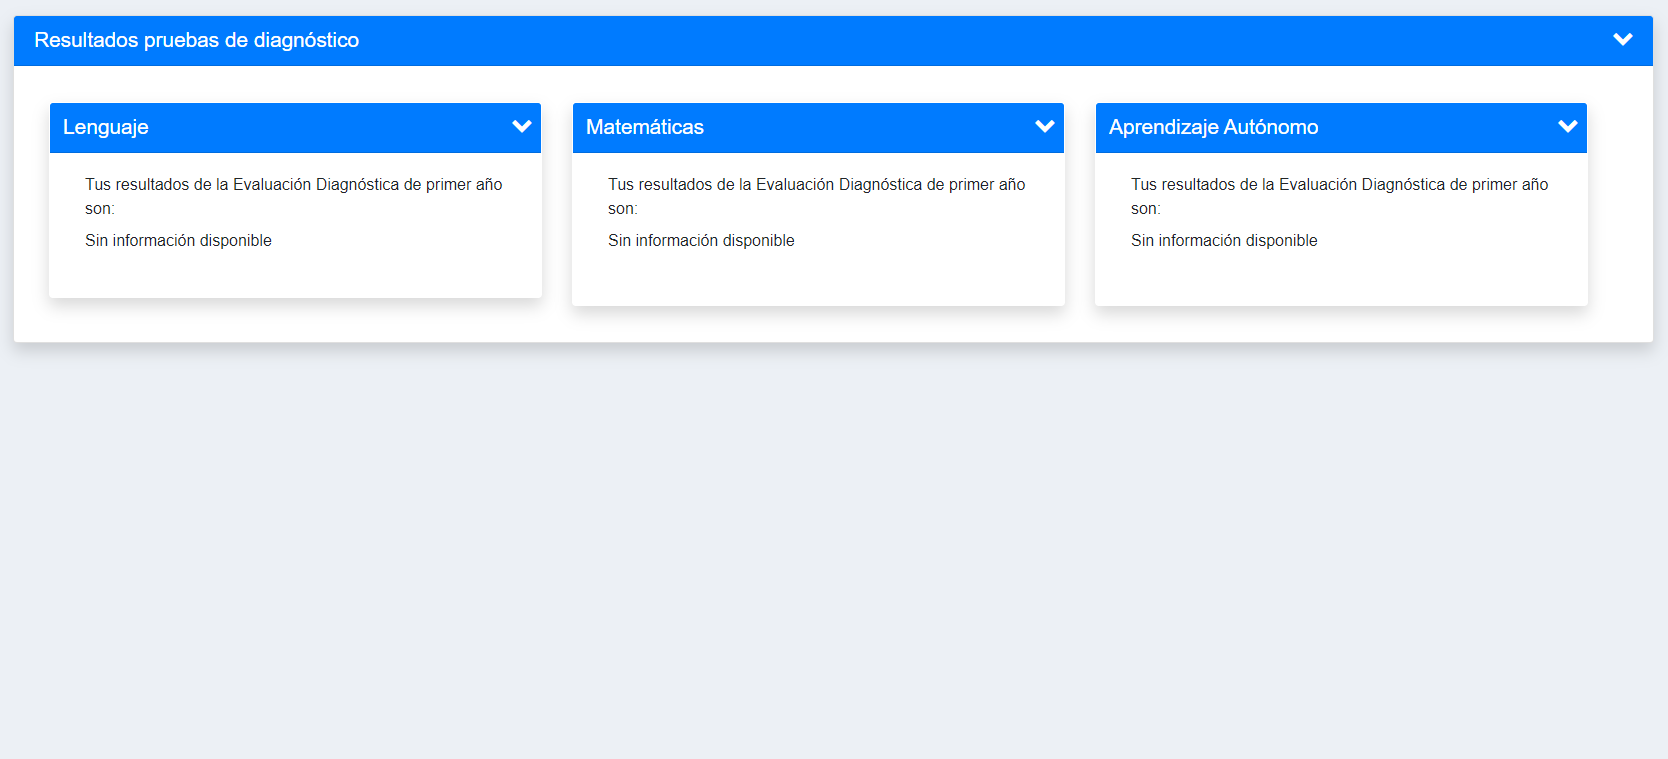 Resultados pruebas de diagnóstico
Lenguaje
Tus resultados de la Evaluación Diagnóstica de primer año
son:
Sin información disponible
Matemáticas
Tus resultados de la Evaluación Diagnóstica de primer año
son:
Sin información disponible
Aprendizaje Autónomo
Tus resultados de la Evaluación Diagnóstica de primer año
son:
Sin información disponible